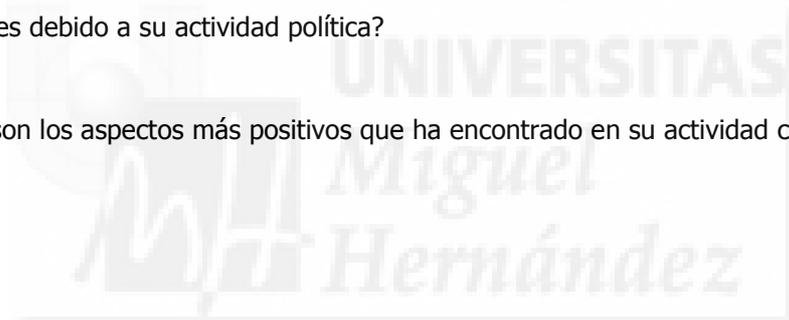 es debido a su actividad política?
UNIVERSITAS
son los aspectos más positivos que ha encontrado en su actividad
Miguel
Hernández